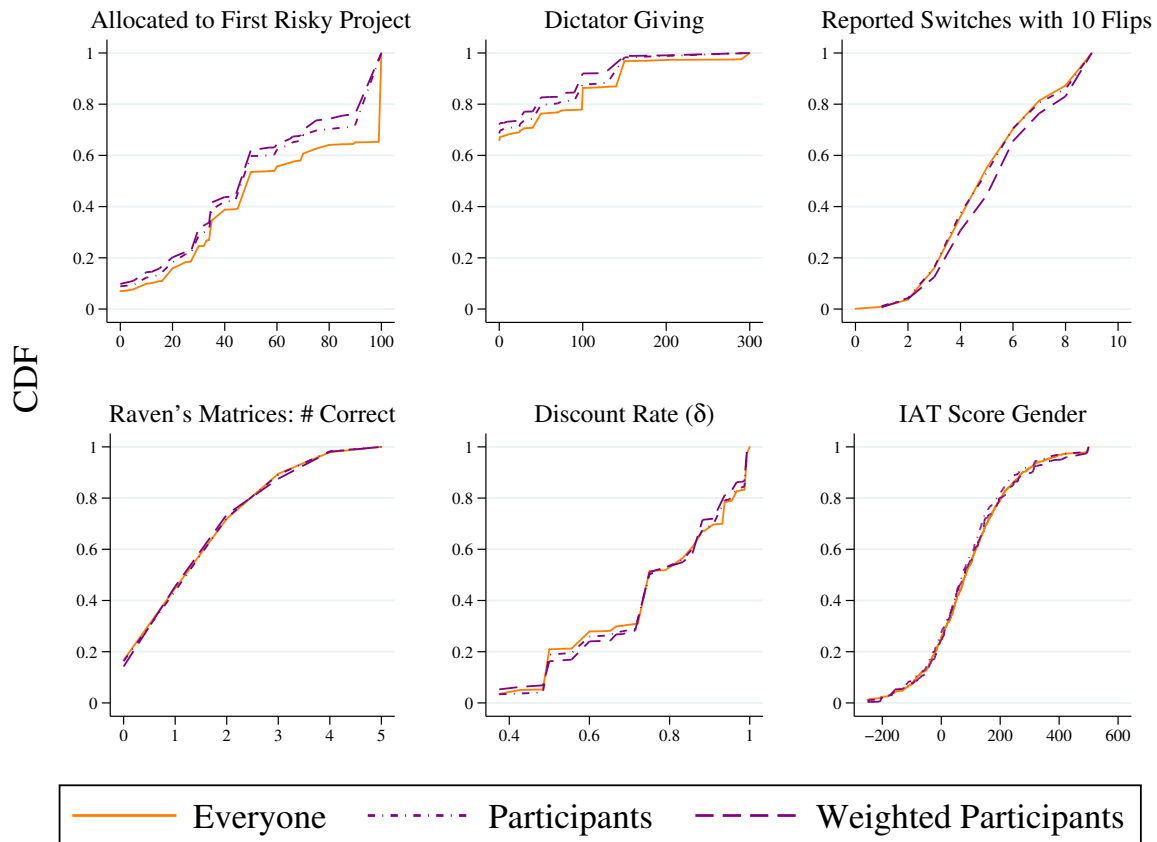 Allocated to First Risky Project
Dictator Giving
Reported Switches with 10 Flips
1
0.8
0.6
0.4
0.2
0
0 20 40 60 80 100
1
0.8
0.6
0.4
0.2
0
0 100 200 300
1
0.8
0.6
0.4
0.2
0
0 2 4 6 8 10
CDF
Raven's Matrices: # Correct
Discount Rate (δ)
IAT Score Gender
1
0.8
0.6
0.4
0.2
0
0 1 2 3 4 5
1
0.8
0.6
0.4
0.2
0
0.4 0.6 0.8 1
1
0.8
0.6
0.4
0.2
0
−200 0 200 400 600
Everyone Participants Weighted Participants